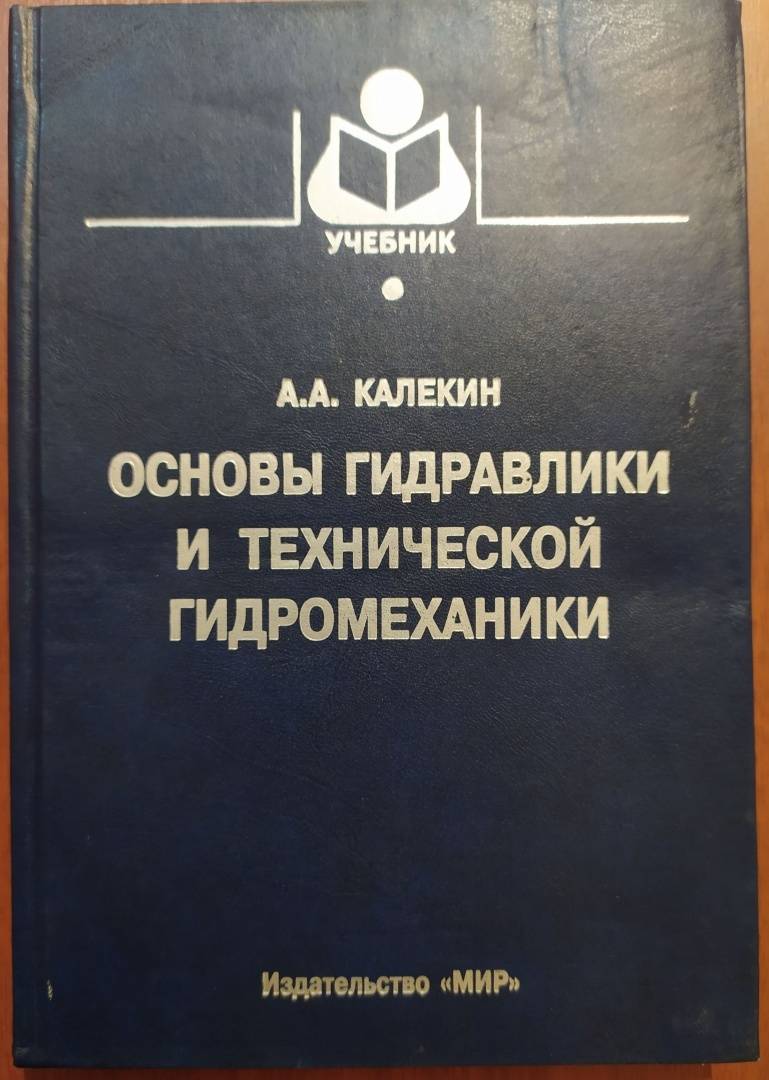 УЧЕБНИК
А.А. КАЛЕКИН
ОСНОВЫ ГИДРАВЛИКИ
И ТЕХНИЧЕСКОЙ
ГИДРОМЕХАНИКИ
Издательство «МИР»